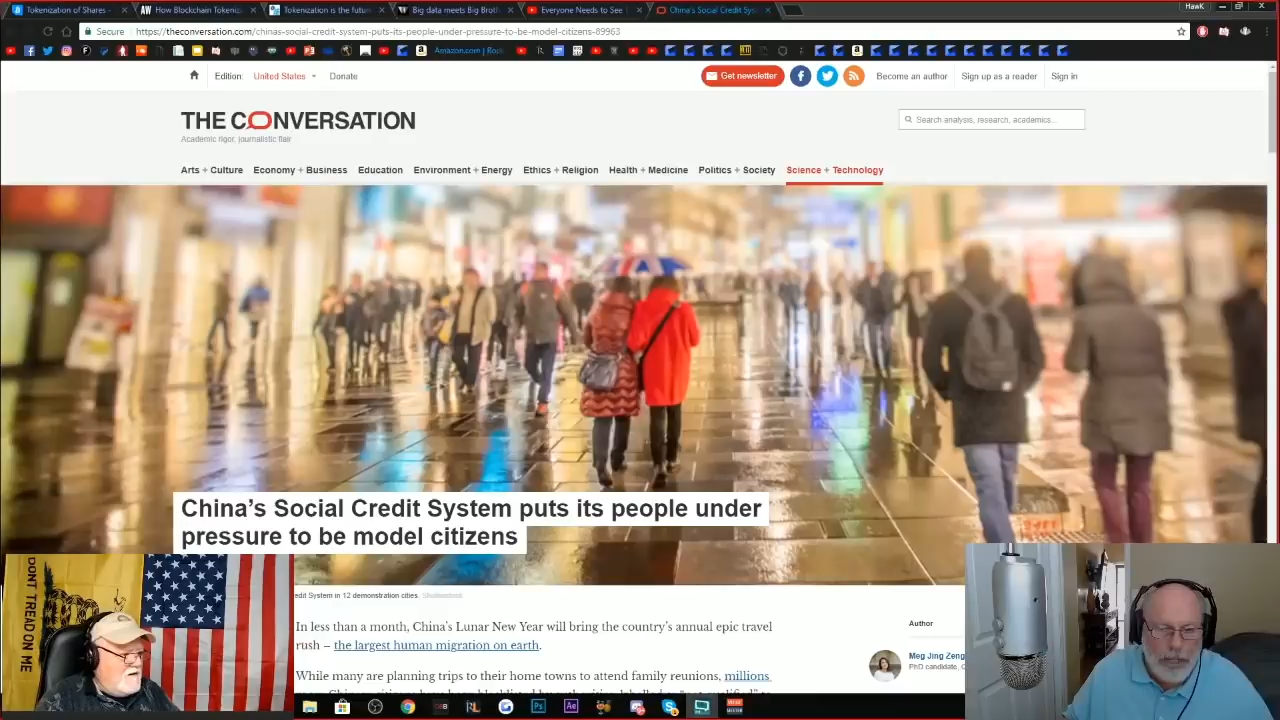 Tokenization of Shares -
How Blockchain Tokeniz
Tokenization is the future
Big data meets Big Broth
Everyone Needs to See
China's Social Credit Sys
HawK
Secure
https://theconversation.com/chinas-social-credit-system-puts-its-people-under-pressure-to-be-model-citizens-89963
Amazon.com | Rock
Edition:
United States
Donate
Get newsletter
Become an author
Sign up as a reader
Sign in
THE CONVERSATION
Academic rigor, journalistic flair
Search analysis, research, academics…
Arts + Culture
Economy + Business
Education
Environment + Energy
Ethics + Religion
Health + Medicine
Politics + Society
Science + Technology
China's Social Credit System puts its people under
pressure to be model citizens
edit System in 12 demonstration cities. Shutterstock
In less than a month, China's Lunar New Year will bring the country's annual epic travel
rush – the largest human migration on earth.
While many are planning trips to their home towns to attend family reunions, millions
Author
Meg Jing Zeng
PhD candidate,
DONT TREAD ON ME